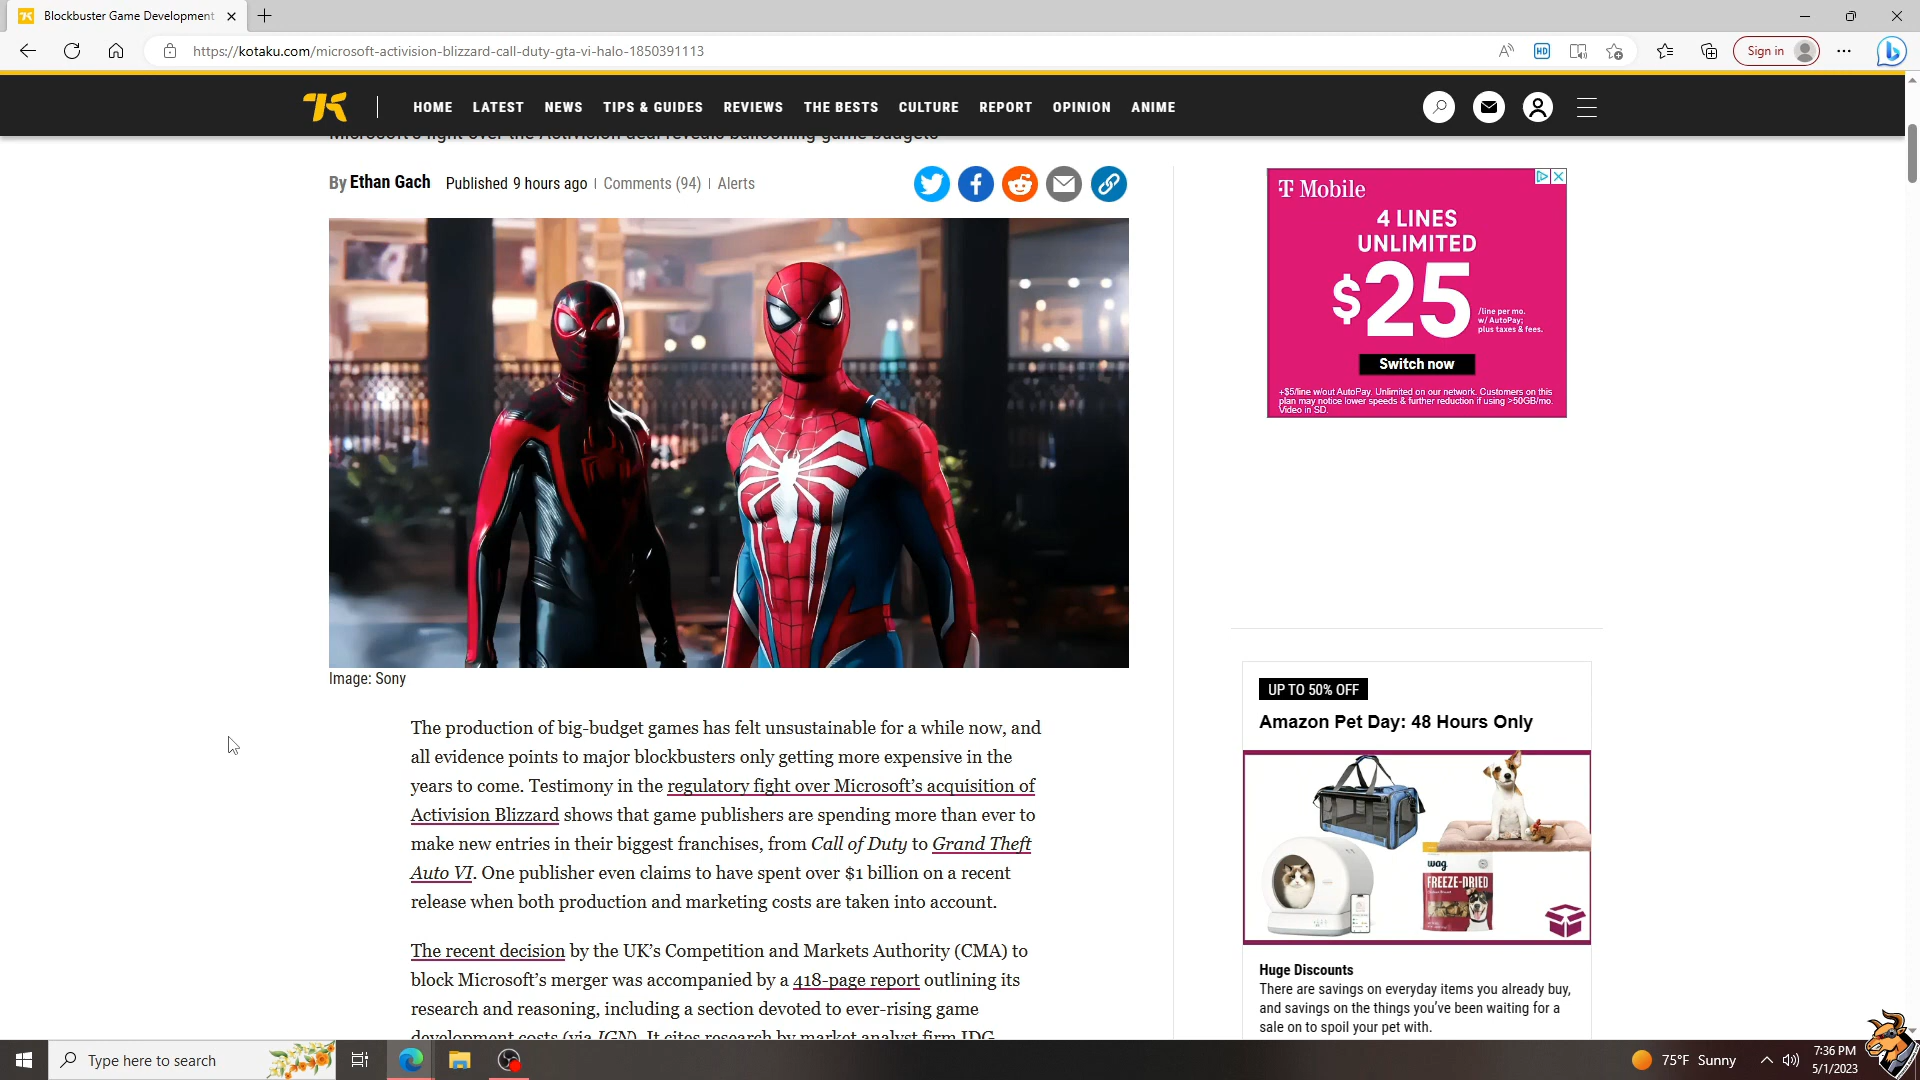 Blockbuster Game Development
https://kotaku.com/microsoft-activision-blizzard-call-duty-gta-vi-halo-1850391113
HD
Sign in
HOME LATEST NEWS TIPS & GUIDES REVIEWS THE BESTS CULTURE REPORT OPINION ANIME
Microsoft's fight over the Activision deal reveals ballooning game budgets
By Ethan Gach Published 9 hours ago | Comments (94) | Alerts
Image: Sony
The production of big-budget games has felt unsustainable for a while now, and
all evidence points to major blockbusters only getting more expensive in the
years to come. Testimony in the regulatory fight over Microsoft's acquisition of
Activision Blizzard shows that game publishers are spending more than ever to
make new entries in their biggest franchises, from Call of Duty to Grand Theft
Auto VI. One publisher even claims to have spent over $1 billion on a recent
release when both production and marketing costs are taken into account.
The recent decision by the UK's Competition and Markets Authority (CMA) to
block Microsoft's merger was accompanied by a 418-page report outlining its
research and reasoning, including a section devoted to ever-rising game
development costs (via IGN). It cites research by market analyst firm IDG
T Mobile
4 LINES
UNLIMITED
$25
/line per mo.
w/ AutoPay;
plus taxes & fees.
Switch now
+$5/line w/out AutoPay. Unlimited on our network. Customers on this
plan may notice lower speeds & further reduction if using >50GB/mo.
Video in SD.
UP TO 50% OFF
Amazon Pet Day: 48 Hours Only
wag
FREEZE-DRIED
Huge Discounts
There are savings on everyday items you already buy,
and savings on the things you've been waiting for a
sale on to spoil your pet with.
Type here to search
75°F Sunny
7:36 PM
5/1/2023